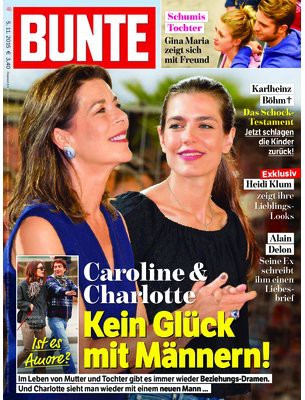 BUNTE
5.11.2015 € 3,40
Schumis
Tochter
Gina Maria
zeigt sich
mit Freund
Karlheinz
Böhm†
Das Schock-
Testament
Jetzt schlagen
die Kinder
zurück!
Exklusiv
Heidi Klum
zeigt ihre
Lieblings-
Looks
Alain
Delon
Seine Ex
schreibt
ihm einen
Liebes-
brief
Caroline &
Charlotte
Kein Glück
mit Männern!
Ist es
Amore?
Im Leben von Mutter und Tochter gibt es immer wieder Beziehungs-Dramen.
Und Charlotte sieht man wieder mit einem neuen Mann ...